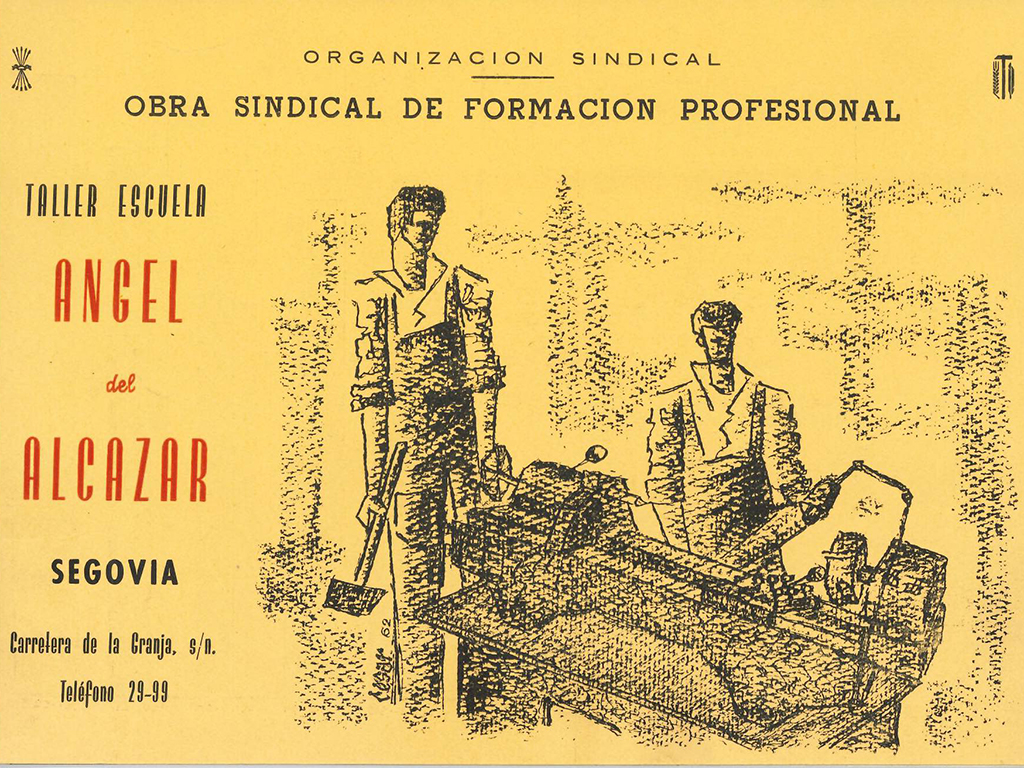 ORGANIZACION SINDICAL
OBRA SINDICAL DE FORMACION PROFESIONAL
TALLER ESCUELA
ANGEL
del
ALCAZAR
SEGOVIA
Carretera de la Granja, s/n.
Teléfono 29-99
62